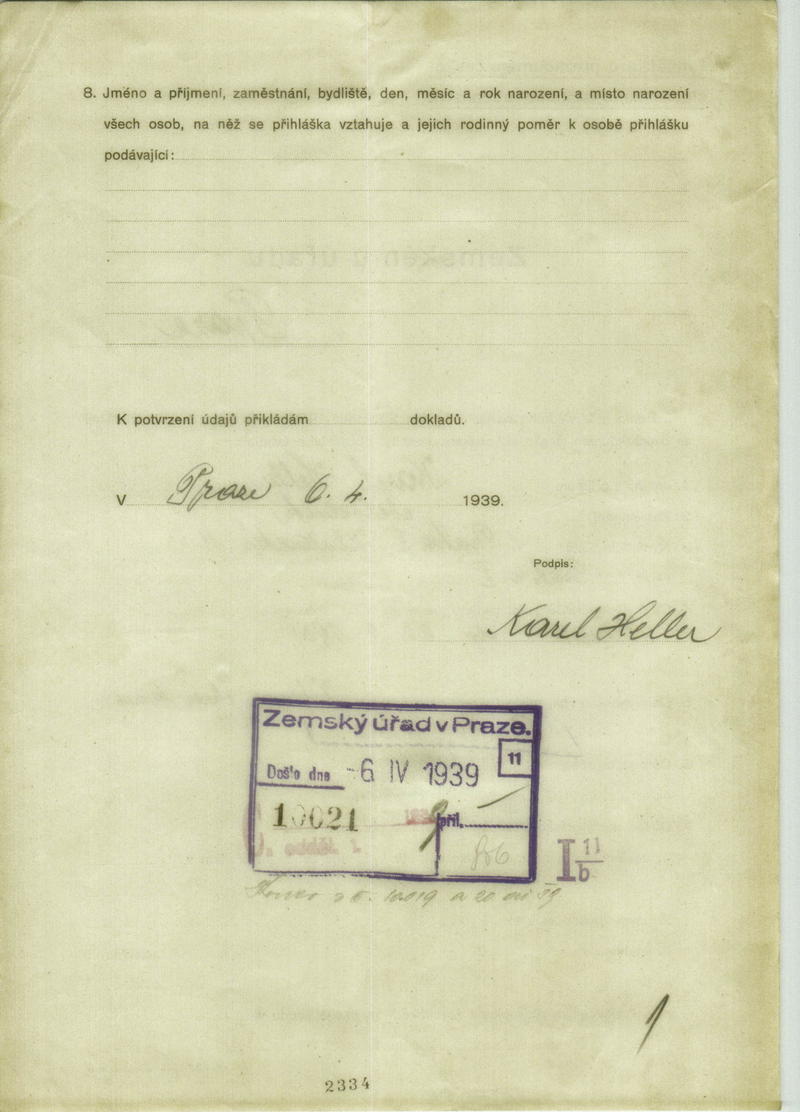 8. Jméno a příjmení, zaměstnání, bydliště, den, měsíc a rok narození, a místo narození
všech osob, na něž se přihláška vztahuje a jejich rodinný poměr k osobě přihlášku
podávající:
K potvrzení údajů přikládám dokladů.
V Praze 6. 4. 1939.
Podpis:
Karel Heller
Zemský úřad v Praze.
11
Došlo dne -6 IV 1939
10021
příl.
I 11/b
1
2334